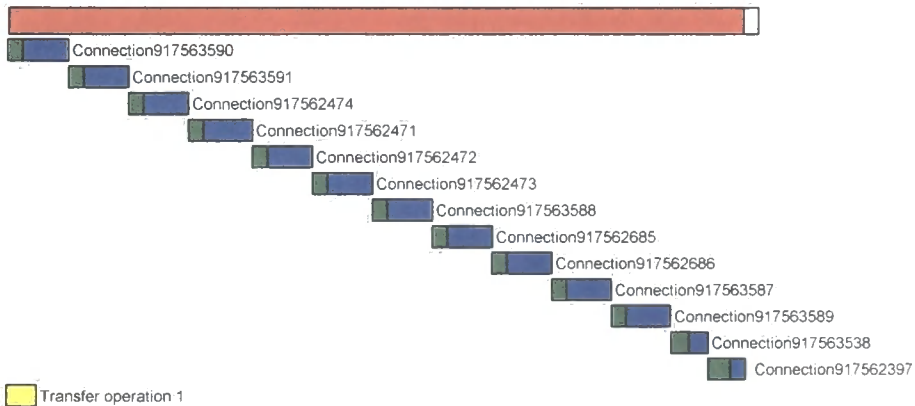 Connection917563590
Connection917563591
Connection917562474
Connection917562471
Connection917562472
Connection917562473
Connection917563588
Connection917562685
Connection917562686
Connection917563587
Connection917563589
Connection917563538
Connection917562397
Transfer operation 1